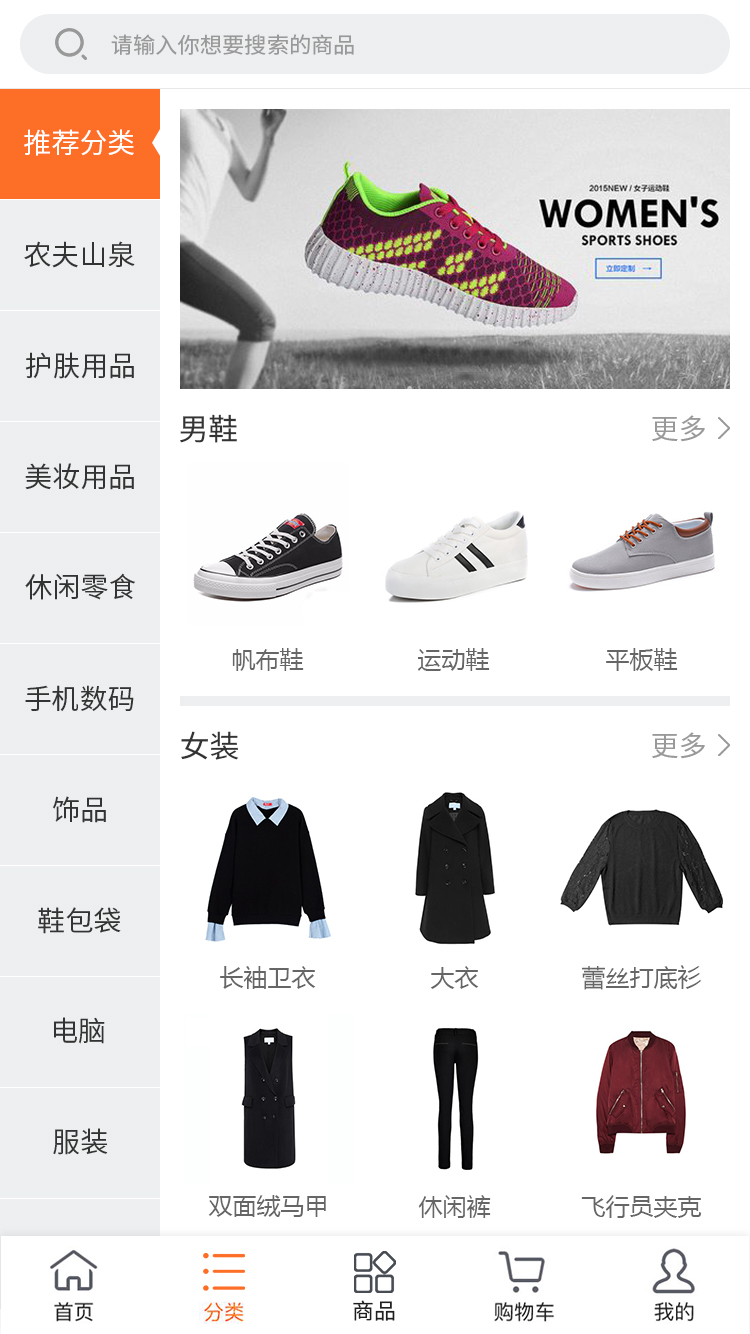 请输入你想要搜索的商品
推荐分类
农夫山泉
护肤用品
美妆用品
休闲零食
手机数码
饰品
鞋包袋
电脑
服装
2015NEW / 女子运动鞋
WOMEN'S
SPORTS SHOES
立即定制 →
男鞋 更多
帆布鞋 运动鞋 平板鞋
女装 更多
长袖卫衣 大衣 蕾丝打底衫
双面绒马甲 休闲裤 飞行员夹克
首页 分类 商品 购物车 我的